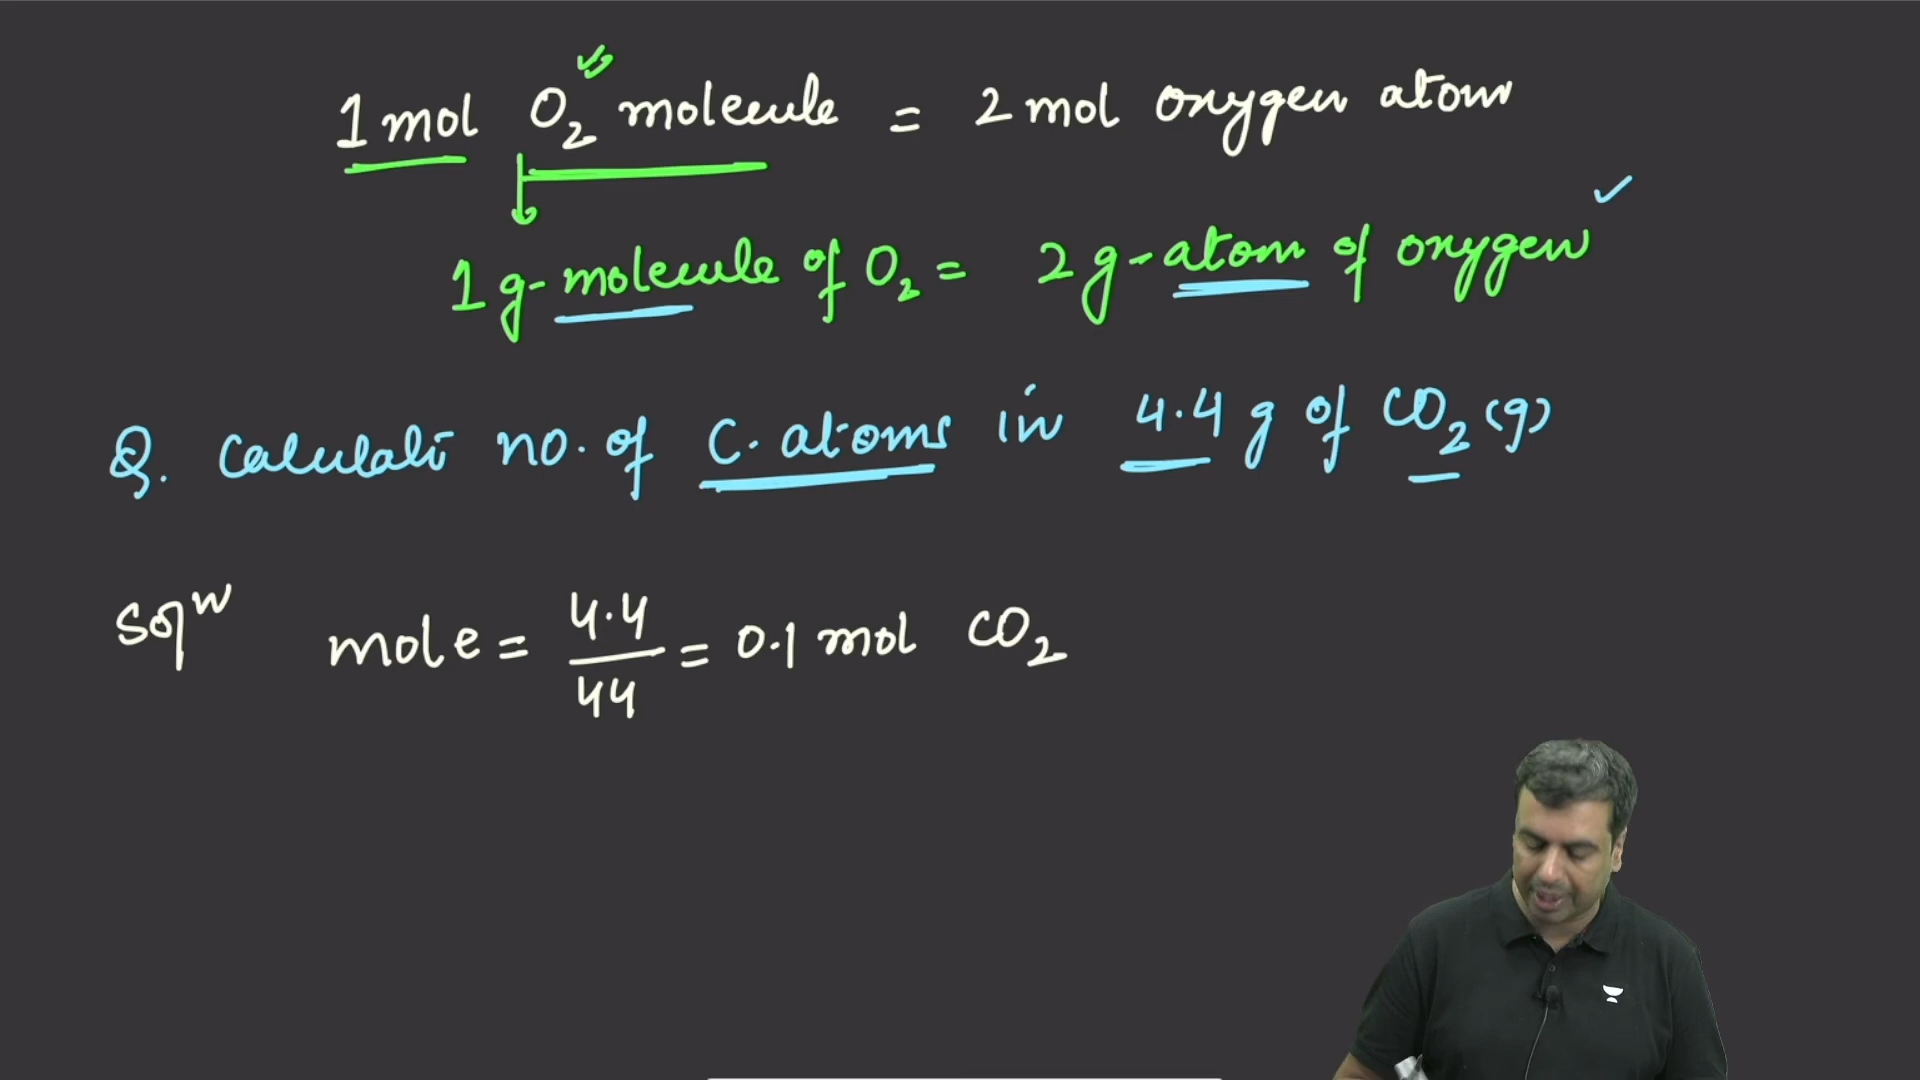 1 mol O₂ molecule = 2 mol oxygen atom
1 g-molecule of O₂ = 2 g-atom of oxygen
Q. Calculate no. of C-atoms in 4.4 g of CO₂ (g)
Solⁿ mole = 4.4/44 = 0.1 mol CO₂